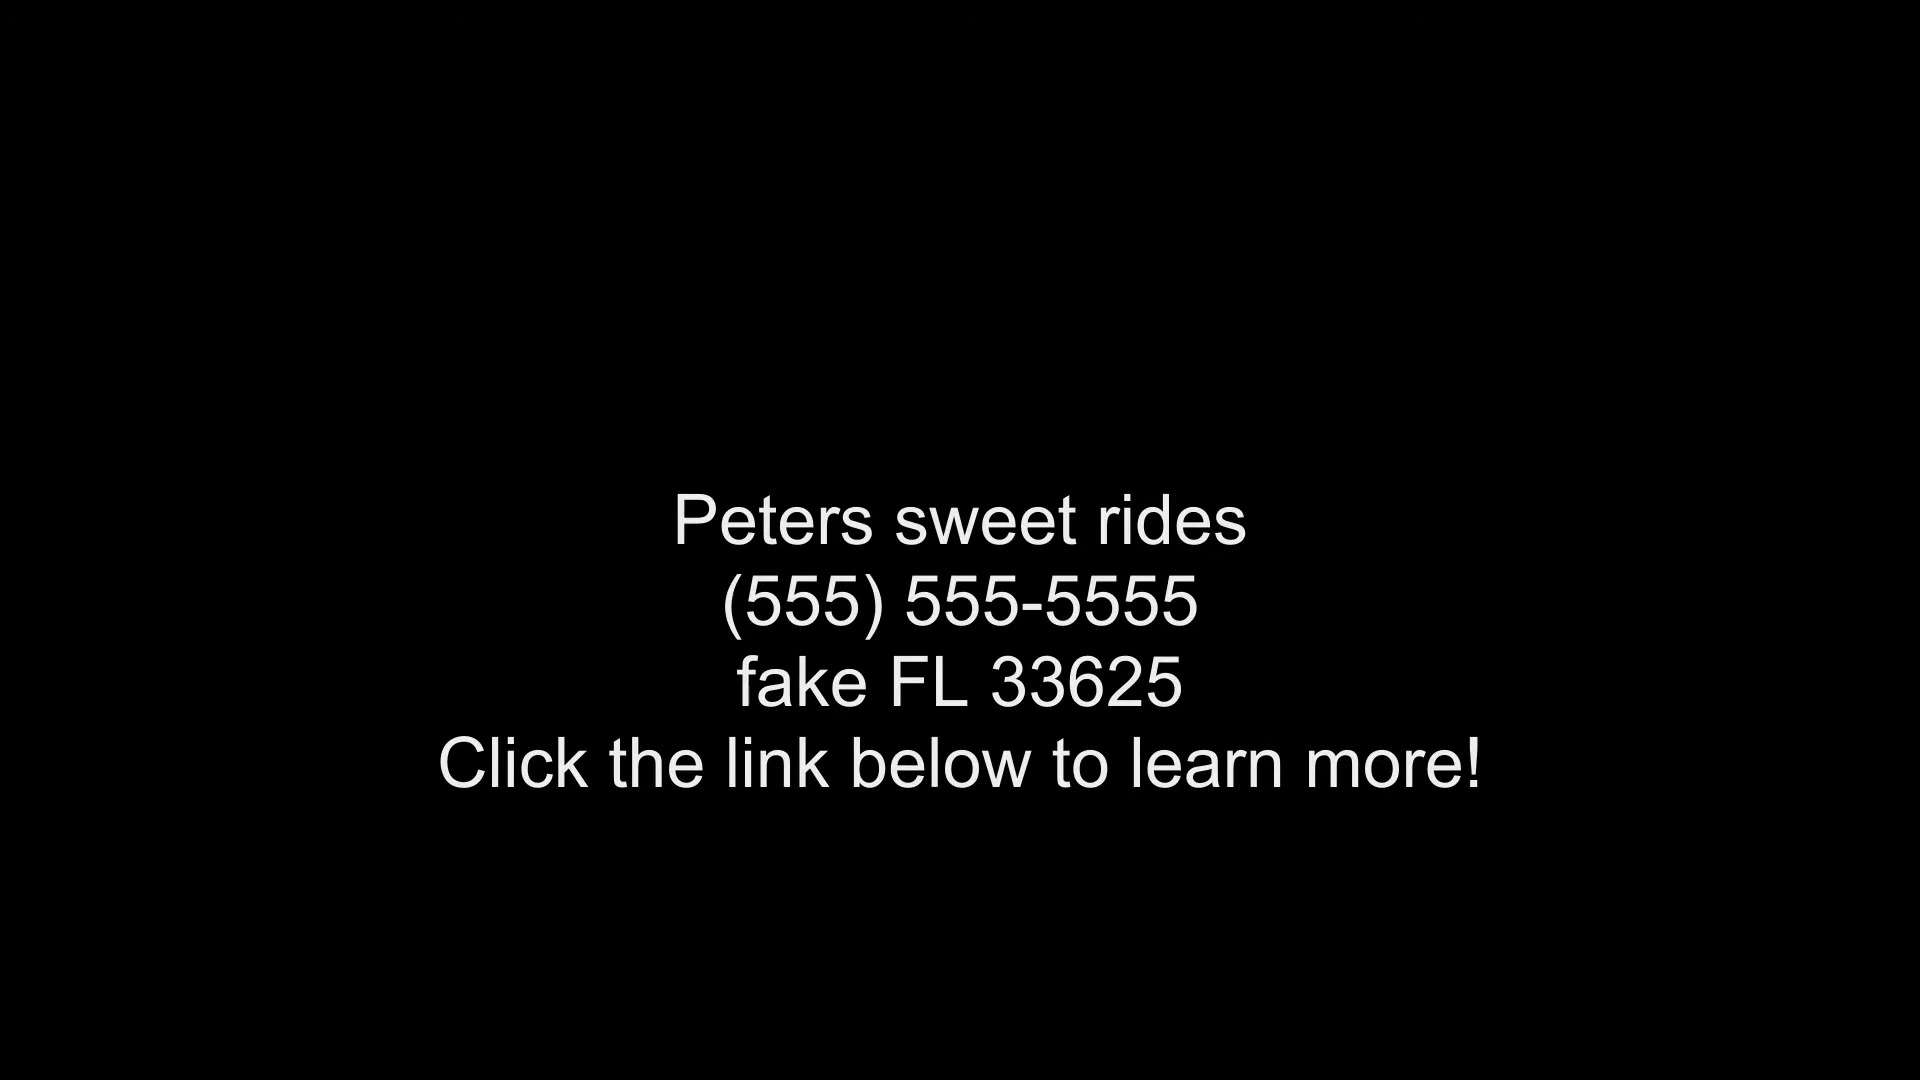 Peters sweet rides
(555) 555-5555
fake FL 33625
Click the link below to learn more!